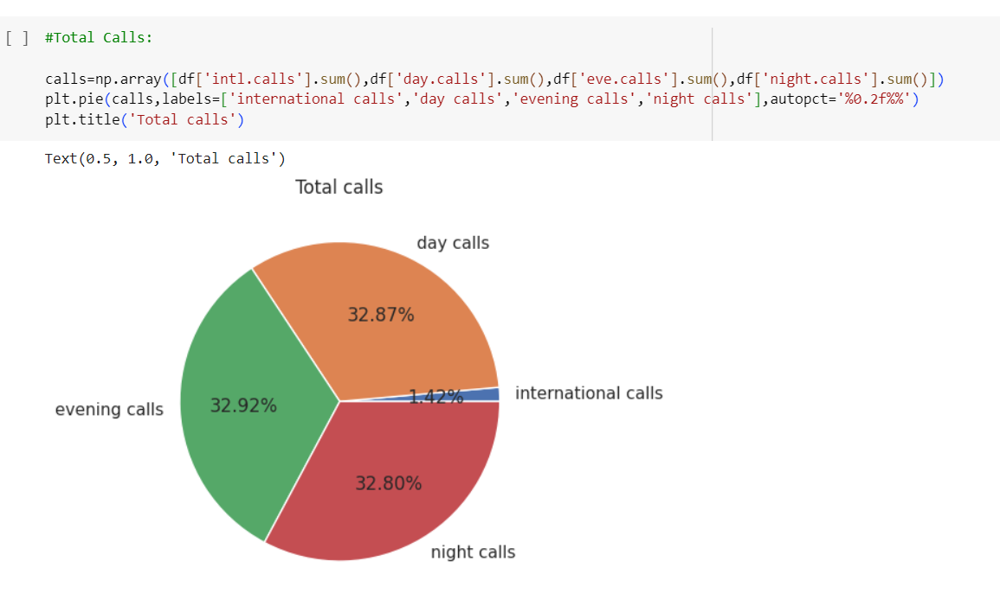 [ ] #Total Calls:
calls=np.array([df['intl.calls'].sum(),df['day.calls'].sum(),df['eve.calls'].sum(),df['night.calls'].sum()])
plt.pie(calls,labels=['international calls','day calls','evening calls','night calls'],autopct='%0.2f%%')
plt.title('Total calls')
Text(0.5, 1.0, 'Total calls')
Total calls
day calls
32.87%
1.42%
international calls
evening calls
32.92%
32.80%
night calls